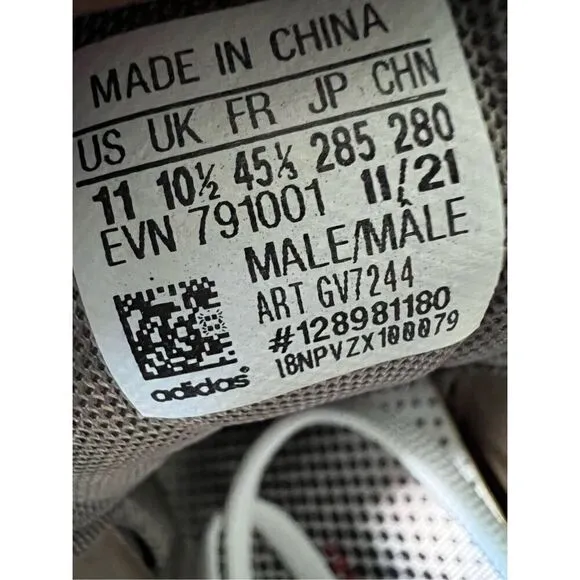 MADE IN CHINA
US UK FR JP CHN
11 10½ 45⅓ 285 280
EVN 791001 11/21
MALE/MÂLE
ART GV7244
#128981180
18NPVZX100079
adidas®